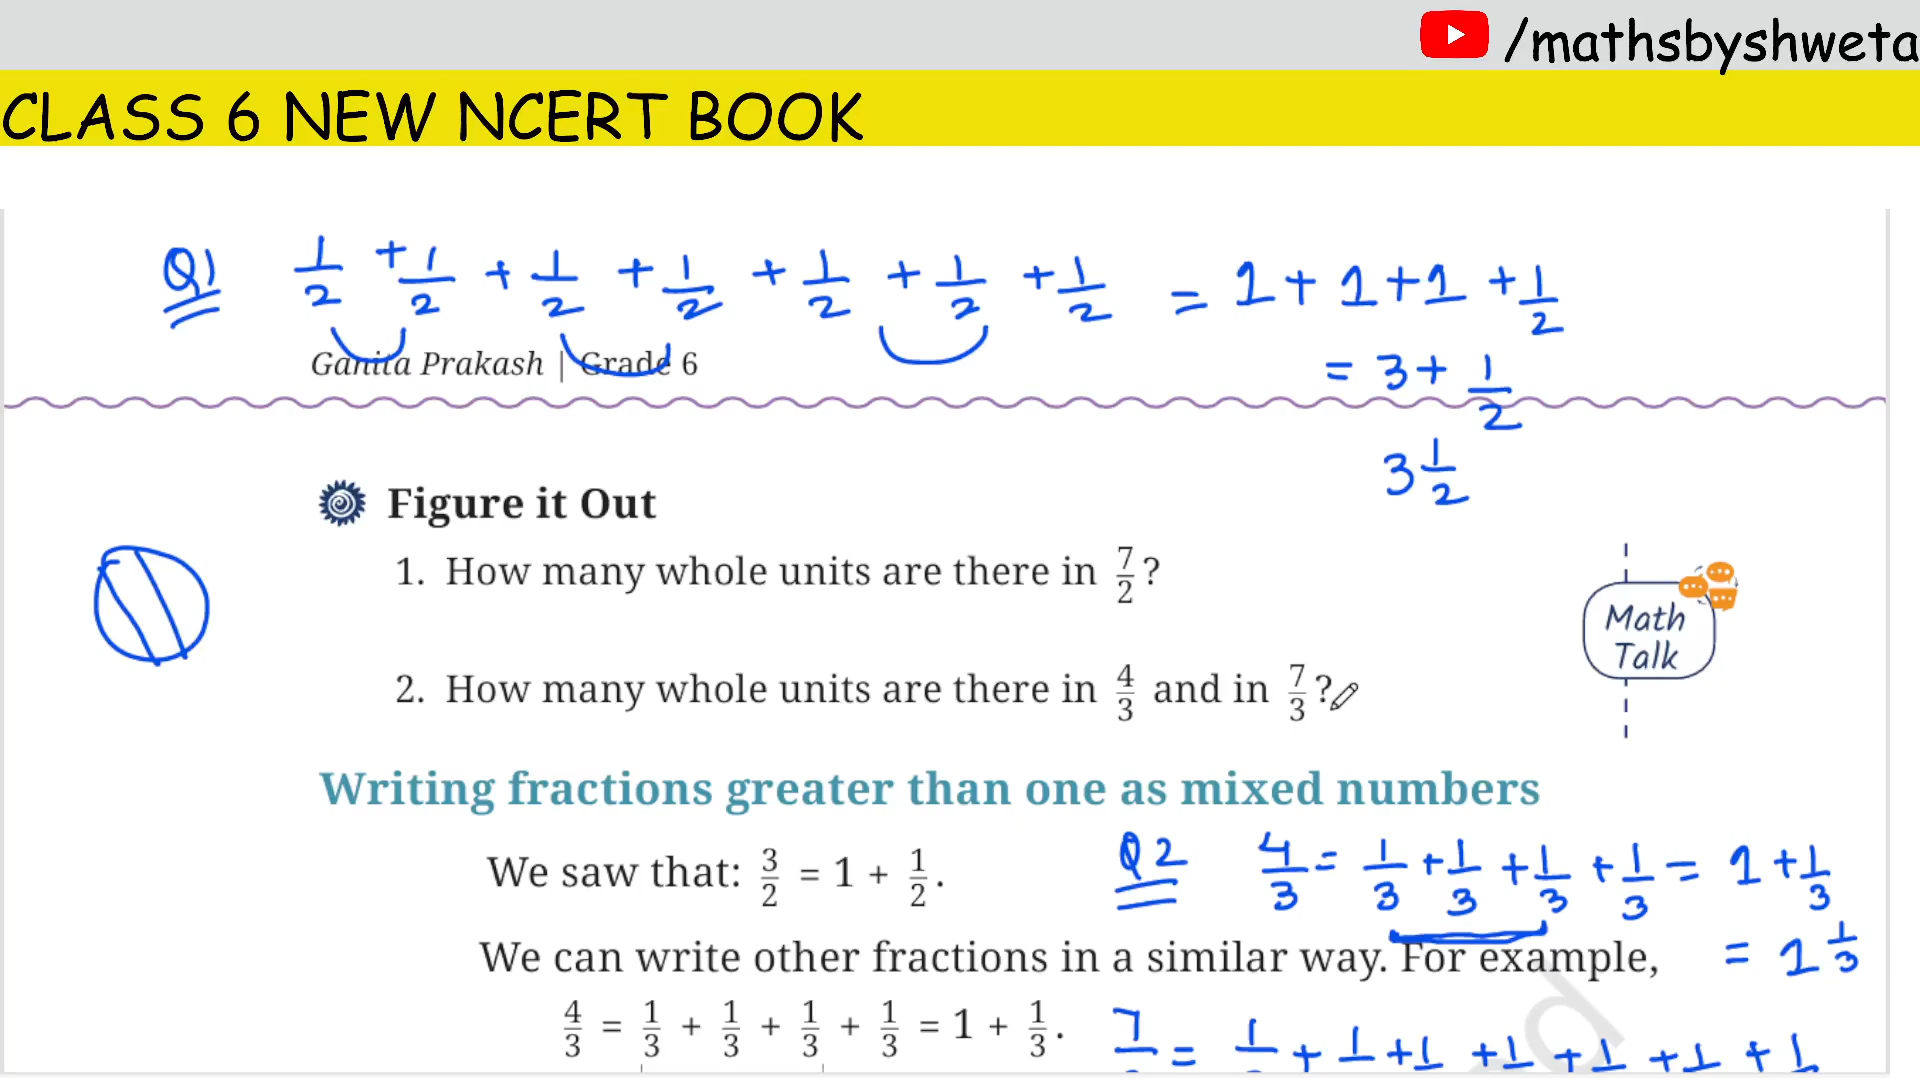 /mathsbyshweta
CLASS 6 NEW NCERT BOOK
Q1 1/2 + 1/2 + 1/2 + 1/2 + 1/2 + 1/2 + 1/2 = 1 + 1 + 1 + 1/2
Ganita Prakash | Grade 6
= 3 + 1/2
3 1/2
Figure it Out
1. How many whole units are there in 7/2?
2. How many whole units are there in 4/3 and in 7/3?
Math
Talk
Writing fractions greater than one as mixed numbers
We saw that: 3/2 = 1 + 1/2.
Q2 4/3 = 1/3 + 1/3 + 1/3 + 1/3 = 1 + 1/3
We can write other fractions in a similar way. For example,
= 1 1/3
4/3 = 1/3 + 1/3 + 1/3 + 1/3 = 1 + 1/3.